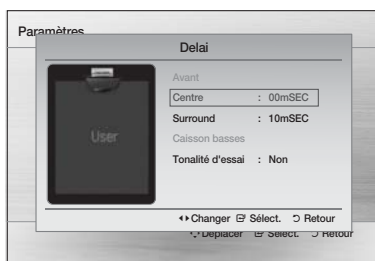 Paramètres
Delai
User
Avant
Centre : 00mSEC
Surround : 10mSEC
Caisson basses
Tonalité d'essai : Non
Changer Sélect. Retour
Déplacer Sélect. Retour